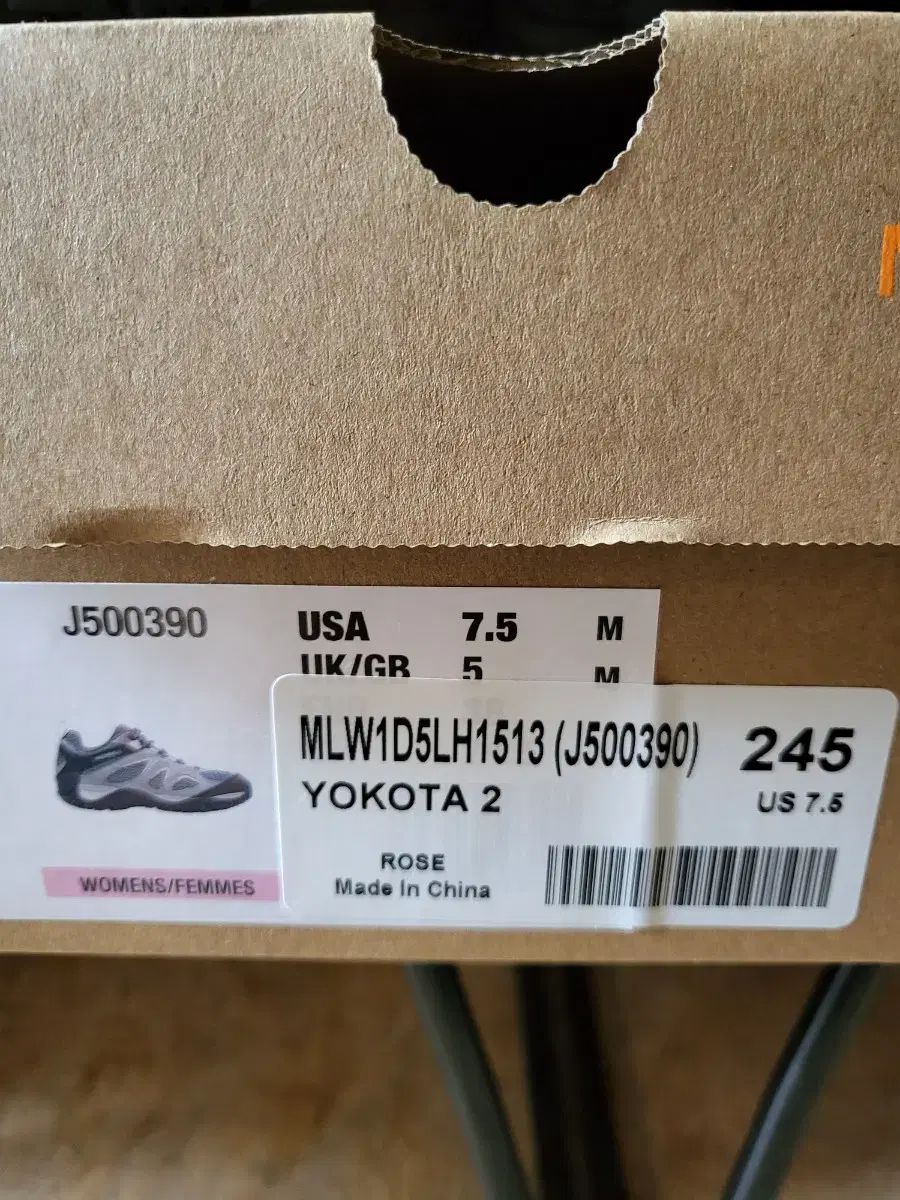 J500390
USA 7.5 M
UK/GB 5 M
MLW1D5LH1513 (J500390) 245
YOKOTA 2 US 7.5
ROSE
Made In China
WOMENS/FEMMES